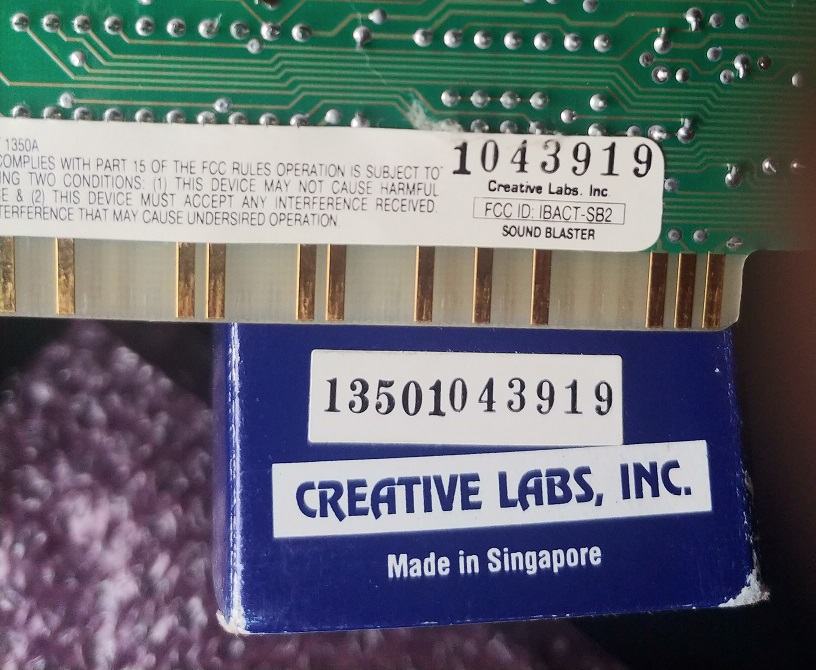 1350A
COMPLIES WITH PART 15 OF THE FCC RULES OPERATION IS SUBJECT TO
TWO CONDITIONS: (1) THIS DEVICE MAY NOT CAUSE HARMFUL
& (2) THIS DEVICE MUST ACCEPT ANY INTERFERENCE RECEIVED.
THAT MAY CAUSE UNDERSIRED OPERATION.
1043919
Creative Labs. Inc.
FCC ID: IBACT-SB2
SOUND BLASTER
13501043919
CREATIVE LABS, INC.
Made in Singapore